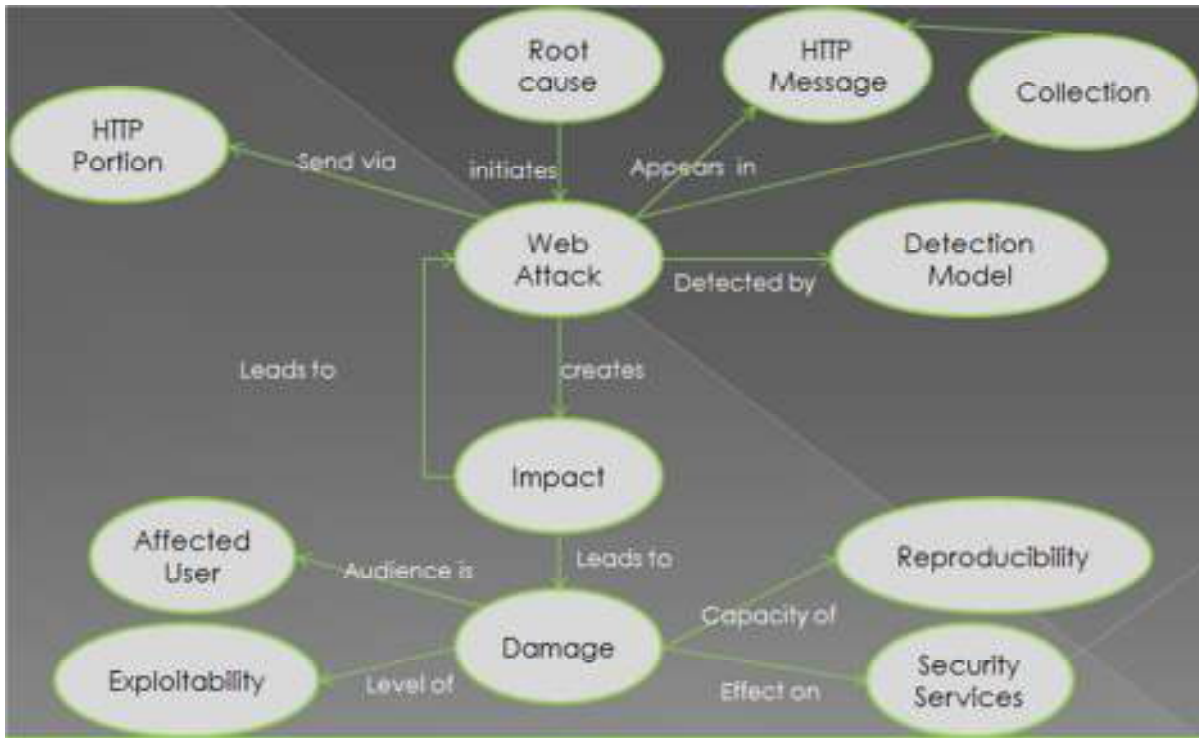 Root
cause
HTTP
Message
Collection
HTTP
Portion
Send via
initiates
Appears in
Web
Attack
Detection
Model
Detected by
Leads to
creates
Impact
Affected
User
Audience is
Leads to
Reproducibility
Capacity of
Damage
Exploitability
Level of
Effect on
Security
Services